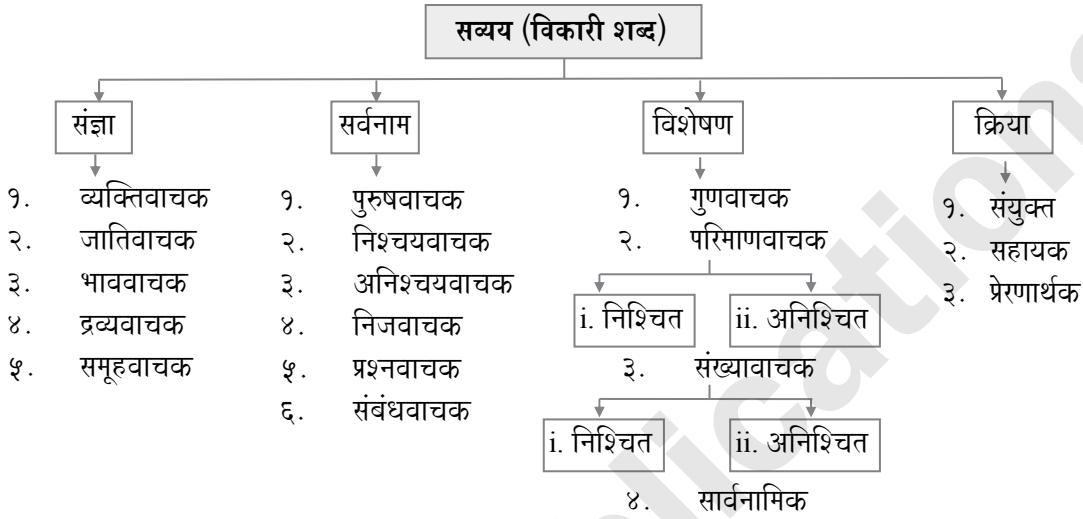 सव्यय (विकारी शब्द)
संज्ञा
१. व्यक्तिवाचक
२. जातिवाचक
३. भाववाचक
४. द्रव्यवाचक
५. समूहवाचक
सर्वनाम
१. पुरुषवाचक
२. निश्चयवाचक
३. अनिश्चयवाचक
४. निजवाचक
५. प्रश्नवाचक
६. संबंधवाचक
विशेषण
१. गुणवाचक
२. परिमाणवाचक
i. निश्चित
ii. अनिश्चित
३. संख्यावाचक
i. निश्चित
ii. अनिश्चित
४. सार्वनामिक
क्रिया
१. संयुक्त
२. सहायक
३. प्रेरणार्थक